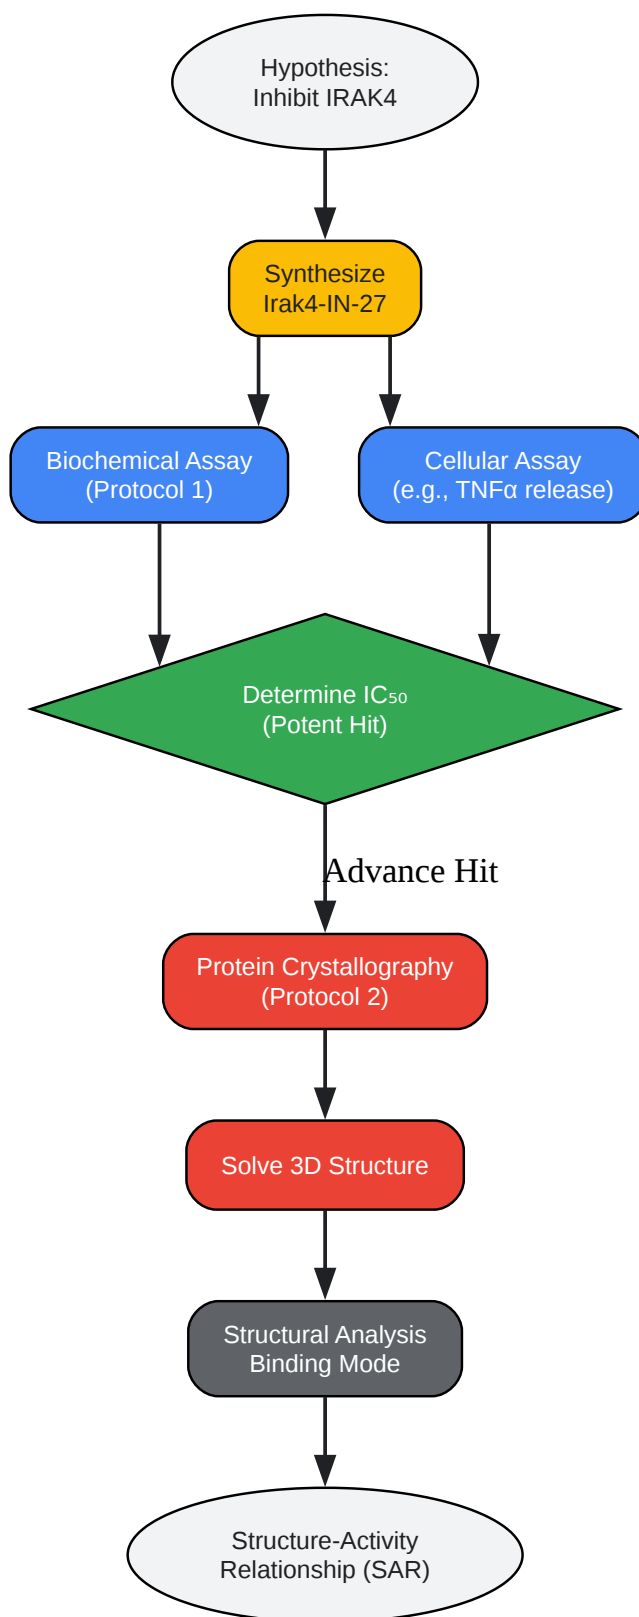 Hypothesis:
Inhibit IRAK4
Synthesize
Irak4-IN-27
Biochemical Assay
(Protocol 1)
Cellular Assay
(e.g., TNFα release)
Determine IC₅₀
(Potent Hit)
Advance Hit
Protein Crystallography
(Protocol 2)
Solve 3D Structure
Structural Analysis
Binding Mode
Structure-Activity
Relationship (SAR)